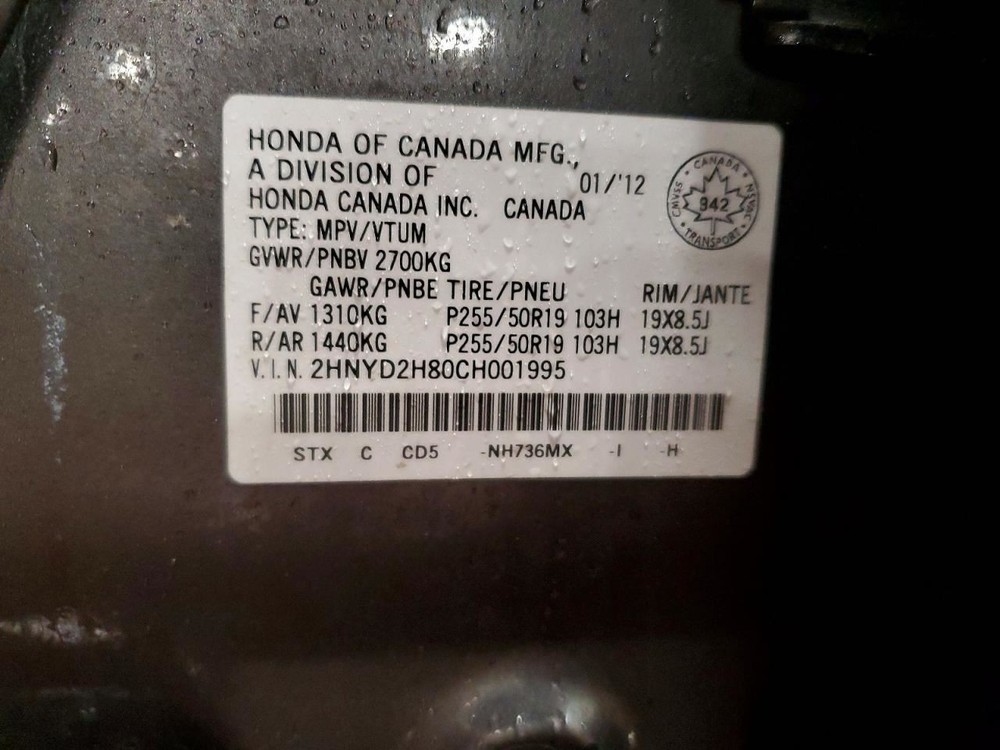 HONDA OF CANADA MFG.,
A DIVISION OF 01/'12
HONDA CANADA INC. CANADA
TYPE: MPV/VTUM
GVWR/PNBV 2700KG
GAWR/PNBE TIRE/PNEU RIM/JANTE
F/AV 1310KG P255/50R19 103H 19X8.5J
R/AR 1440KG P255/50R19 103H 19X8.5J
V.I.N. 2HNYD2H80CH001995
STX C CD5 -NH736MX -I -H
CANADA
CMVSS 942 NSVAC
TRANSPORT